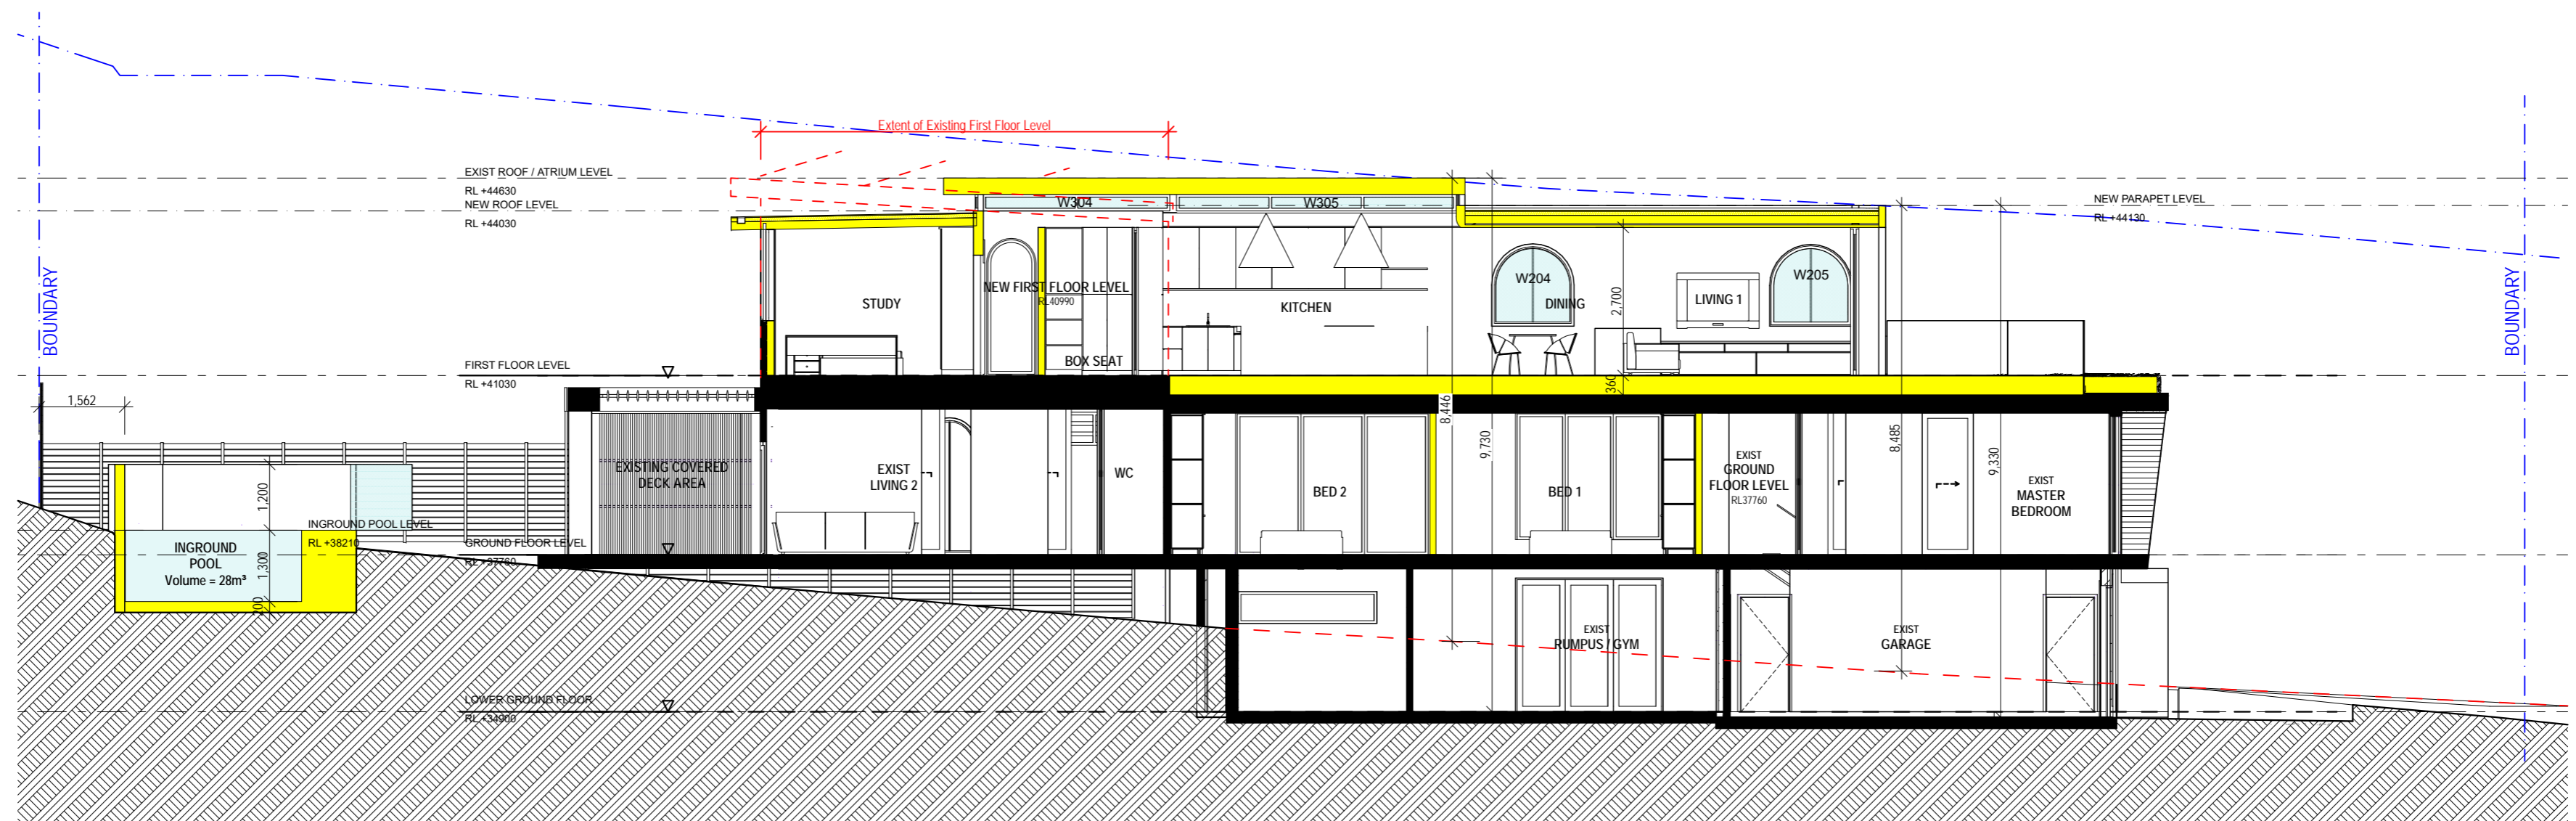 Extent of Existing First Floor Level
EXIST ROOF / ATRIUM LEVEL
RL +44630
NEW ROOF LEVEL
RL +44030
W304
W305
NEW PARAPET LEVEL
RL +44130
BOUNDARY
BOUNDARY
STUDY
NEW FIRST FLOOR LEVEL
RL40990
KITCHEN
W204
DINING
2,700
LIVING 1
W205
BOX SEAT
FIRST FLOOR LEVEL
RL +41030
360
1,562
8,446
9,730
8,485
9,330
EXISTING COVERED
DECK AREA
EXIST
LIVING 2
WC
BED 2
BED 1
EXIST
GROUND
FLOOR LEVEL
RL37760
EXIST
MASTER
BEDROOM
1,200
INGROUND POOL LEVEL
RL +38210
INGROUND
POOL
Volume = 28m³
1,300
200
GROUND FLOOR LEVEL
RL +37760
EXIST
RUMPUS / GYM
EXIST
GARAGE
LOWER GROUND FLOOR
RL +34900